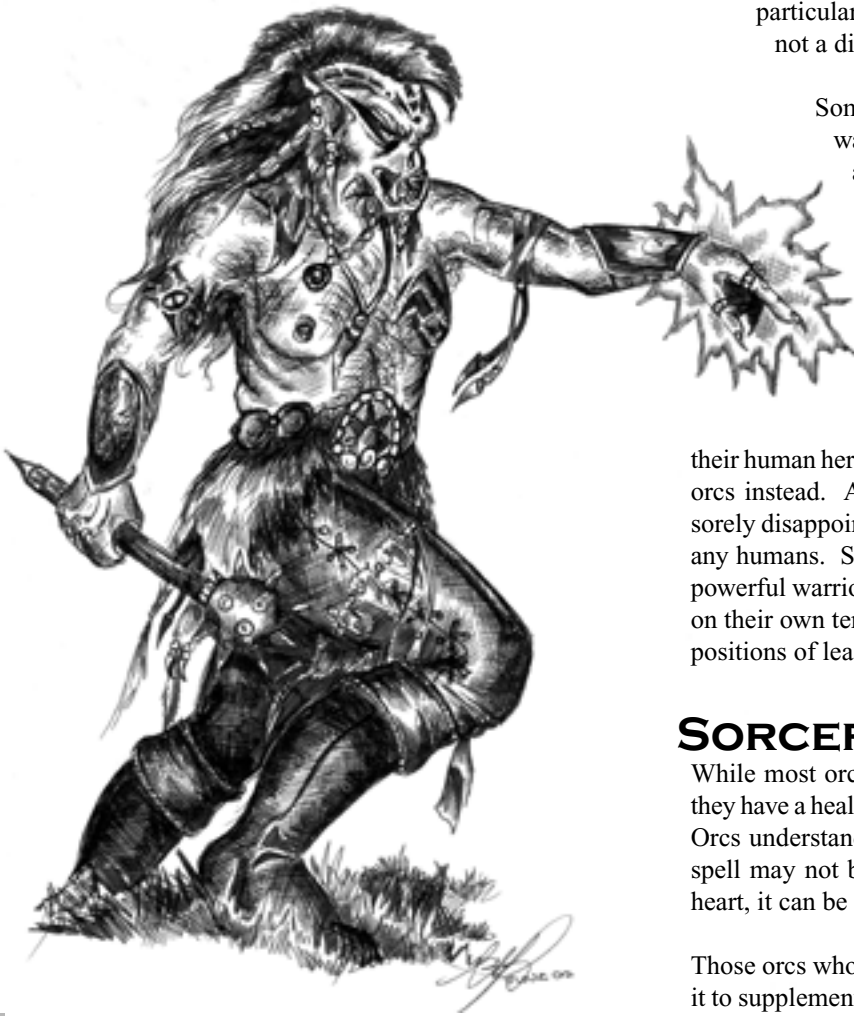 particular
not a di
Som
wa
a
their human her
orcs instead. A
sorely disappoin
any humans. S
powerful warrio
on their own ter
positions of lea
SORCER
While most orc
they have a heal
Orcs understand
spell may not b
heart, it can be
Those orcs who
it to supplemen